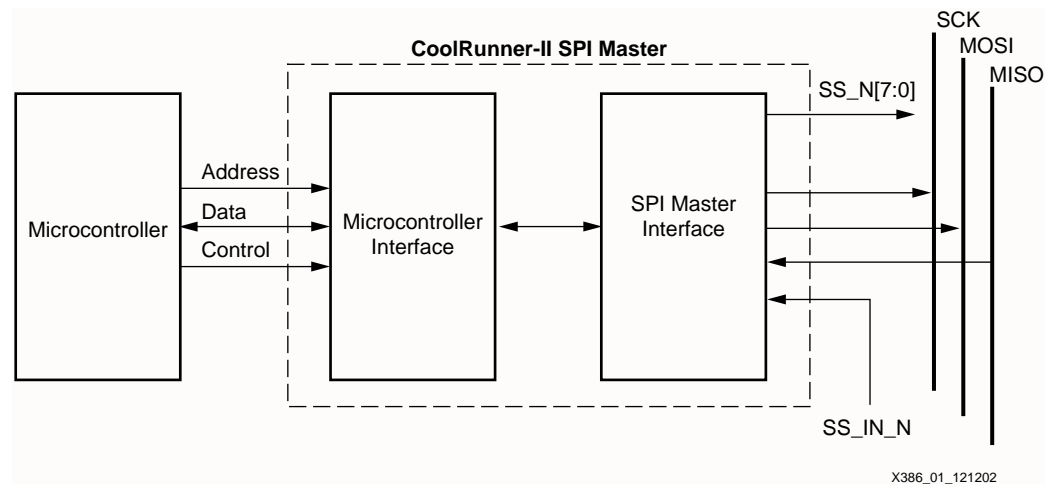 SCK
CoolRunner-II SPI Master
MOSI
MISO
SS_N[7:0]
Address
Data
Control
Microcontroller
Microcontroller
Interface
SPI Master
Interface
SS_IN_N
X386_01_121202